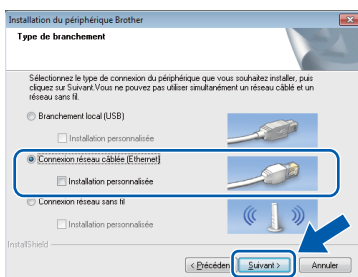 Installation du périphérique Brother
Type de branchement
Sélectionnez le type de connexion du périphérique que vous souhaitez installer, puis
cliquez sur Suivant.Vous ne pouvez pas utiliser simultanément un réseau câblé et un
réseau sans fil.
Branchement local (USB)
Installation personnalisée
Connexion réseau câblée (Ethernet)
Installation personnalisée
Connexion réseau sans fil
Installation personnalisée
InstallShield
< Précéden
Suivant >
Annuler